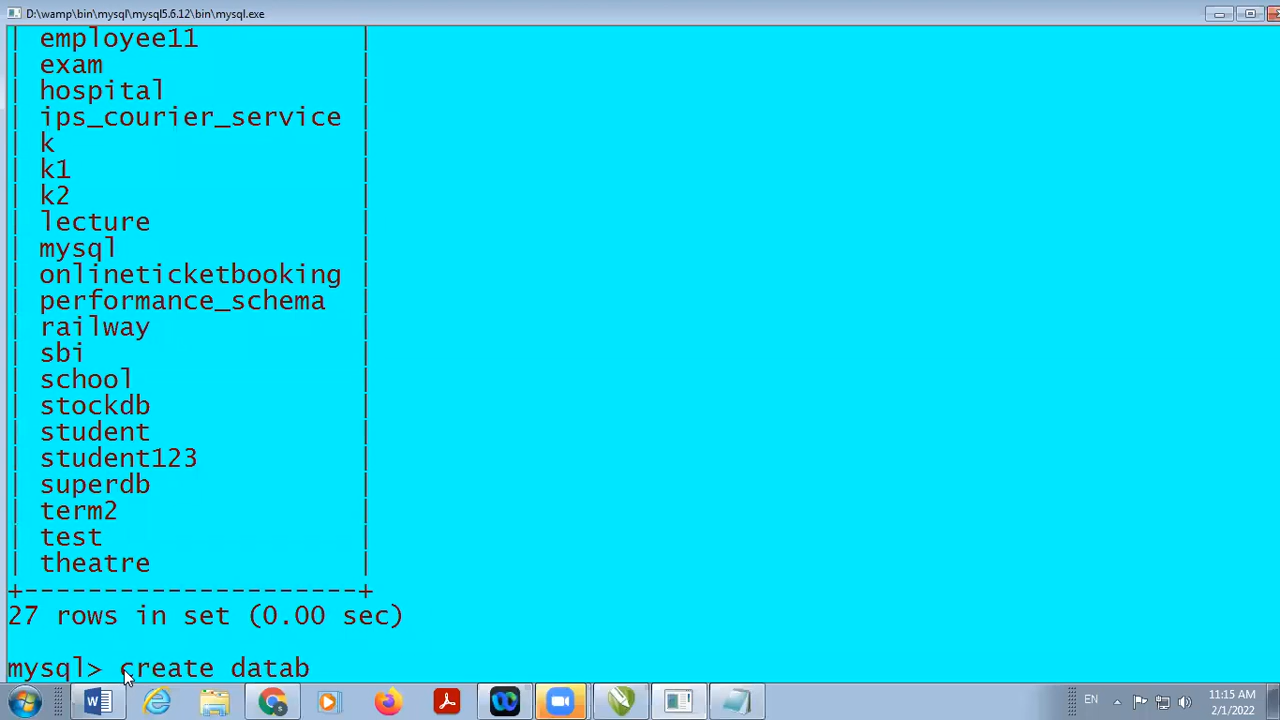 D:\wamp\bin\mysql\mysql5.6.12\bin\mysql.exe
| employee11 |
| exam |
| hospital |
| ips_courier_service |
| k |
| k1 |
| k2 |
| lecture |
| mysql |
| onlineticketbooking |
| performance_schema |
| railway |
| sbi |
| school |
| stockdb |
| student |
| student123 |
| superdb |
| term2 |
| test |
| theatre |
+---------------------+
27 rows in set (0.00 sec)
mysql> create datab
EN
11:15 AM
2/1/2022